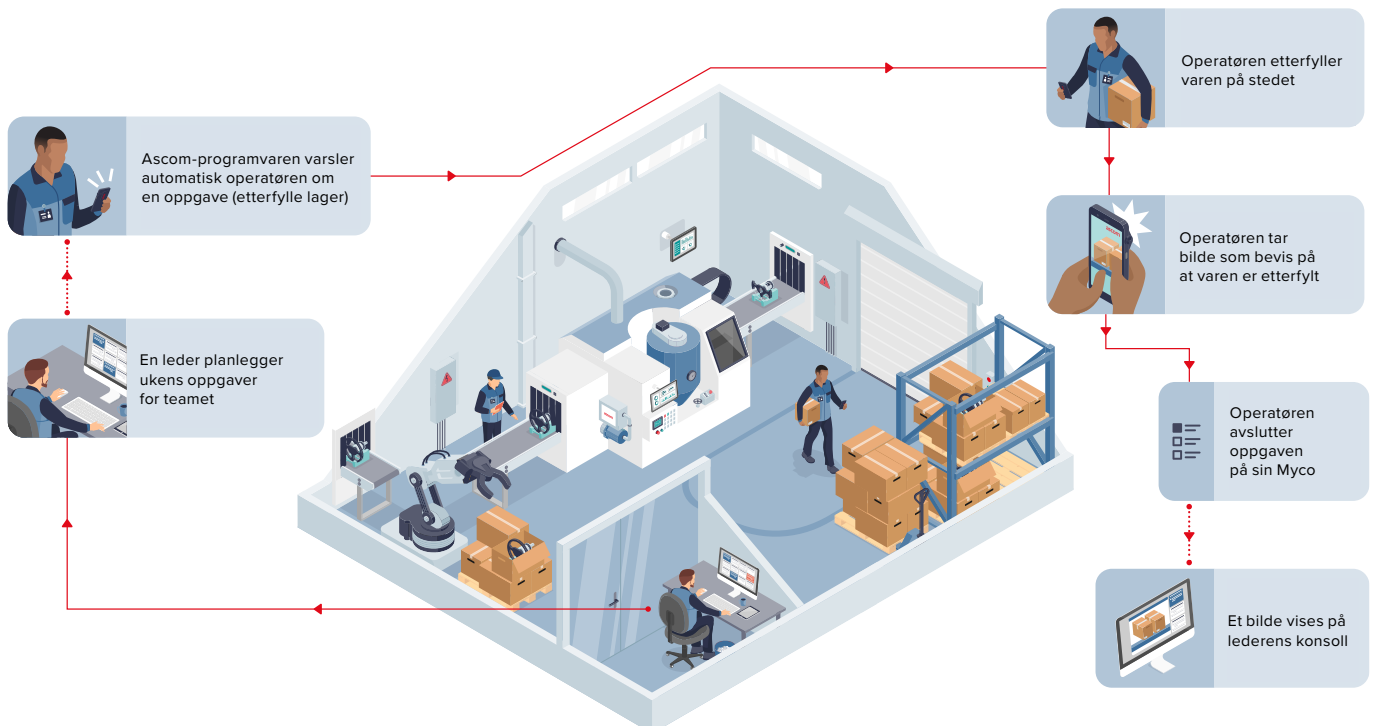 Ascom-programvaren varsler
automatisk operatøren om
en oppgave (etterfylle lager)
En leder planlegger
ukens oppgaver
for teamet
Operatøren etterfyller
varen på stedet
Operatøren tar
bilde som bevis på
at varen er etterfylt
Operatøren
avslutter
oppgaven
på sin Myco
Et bilde vises på
lederens konsoll